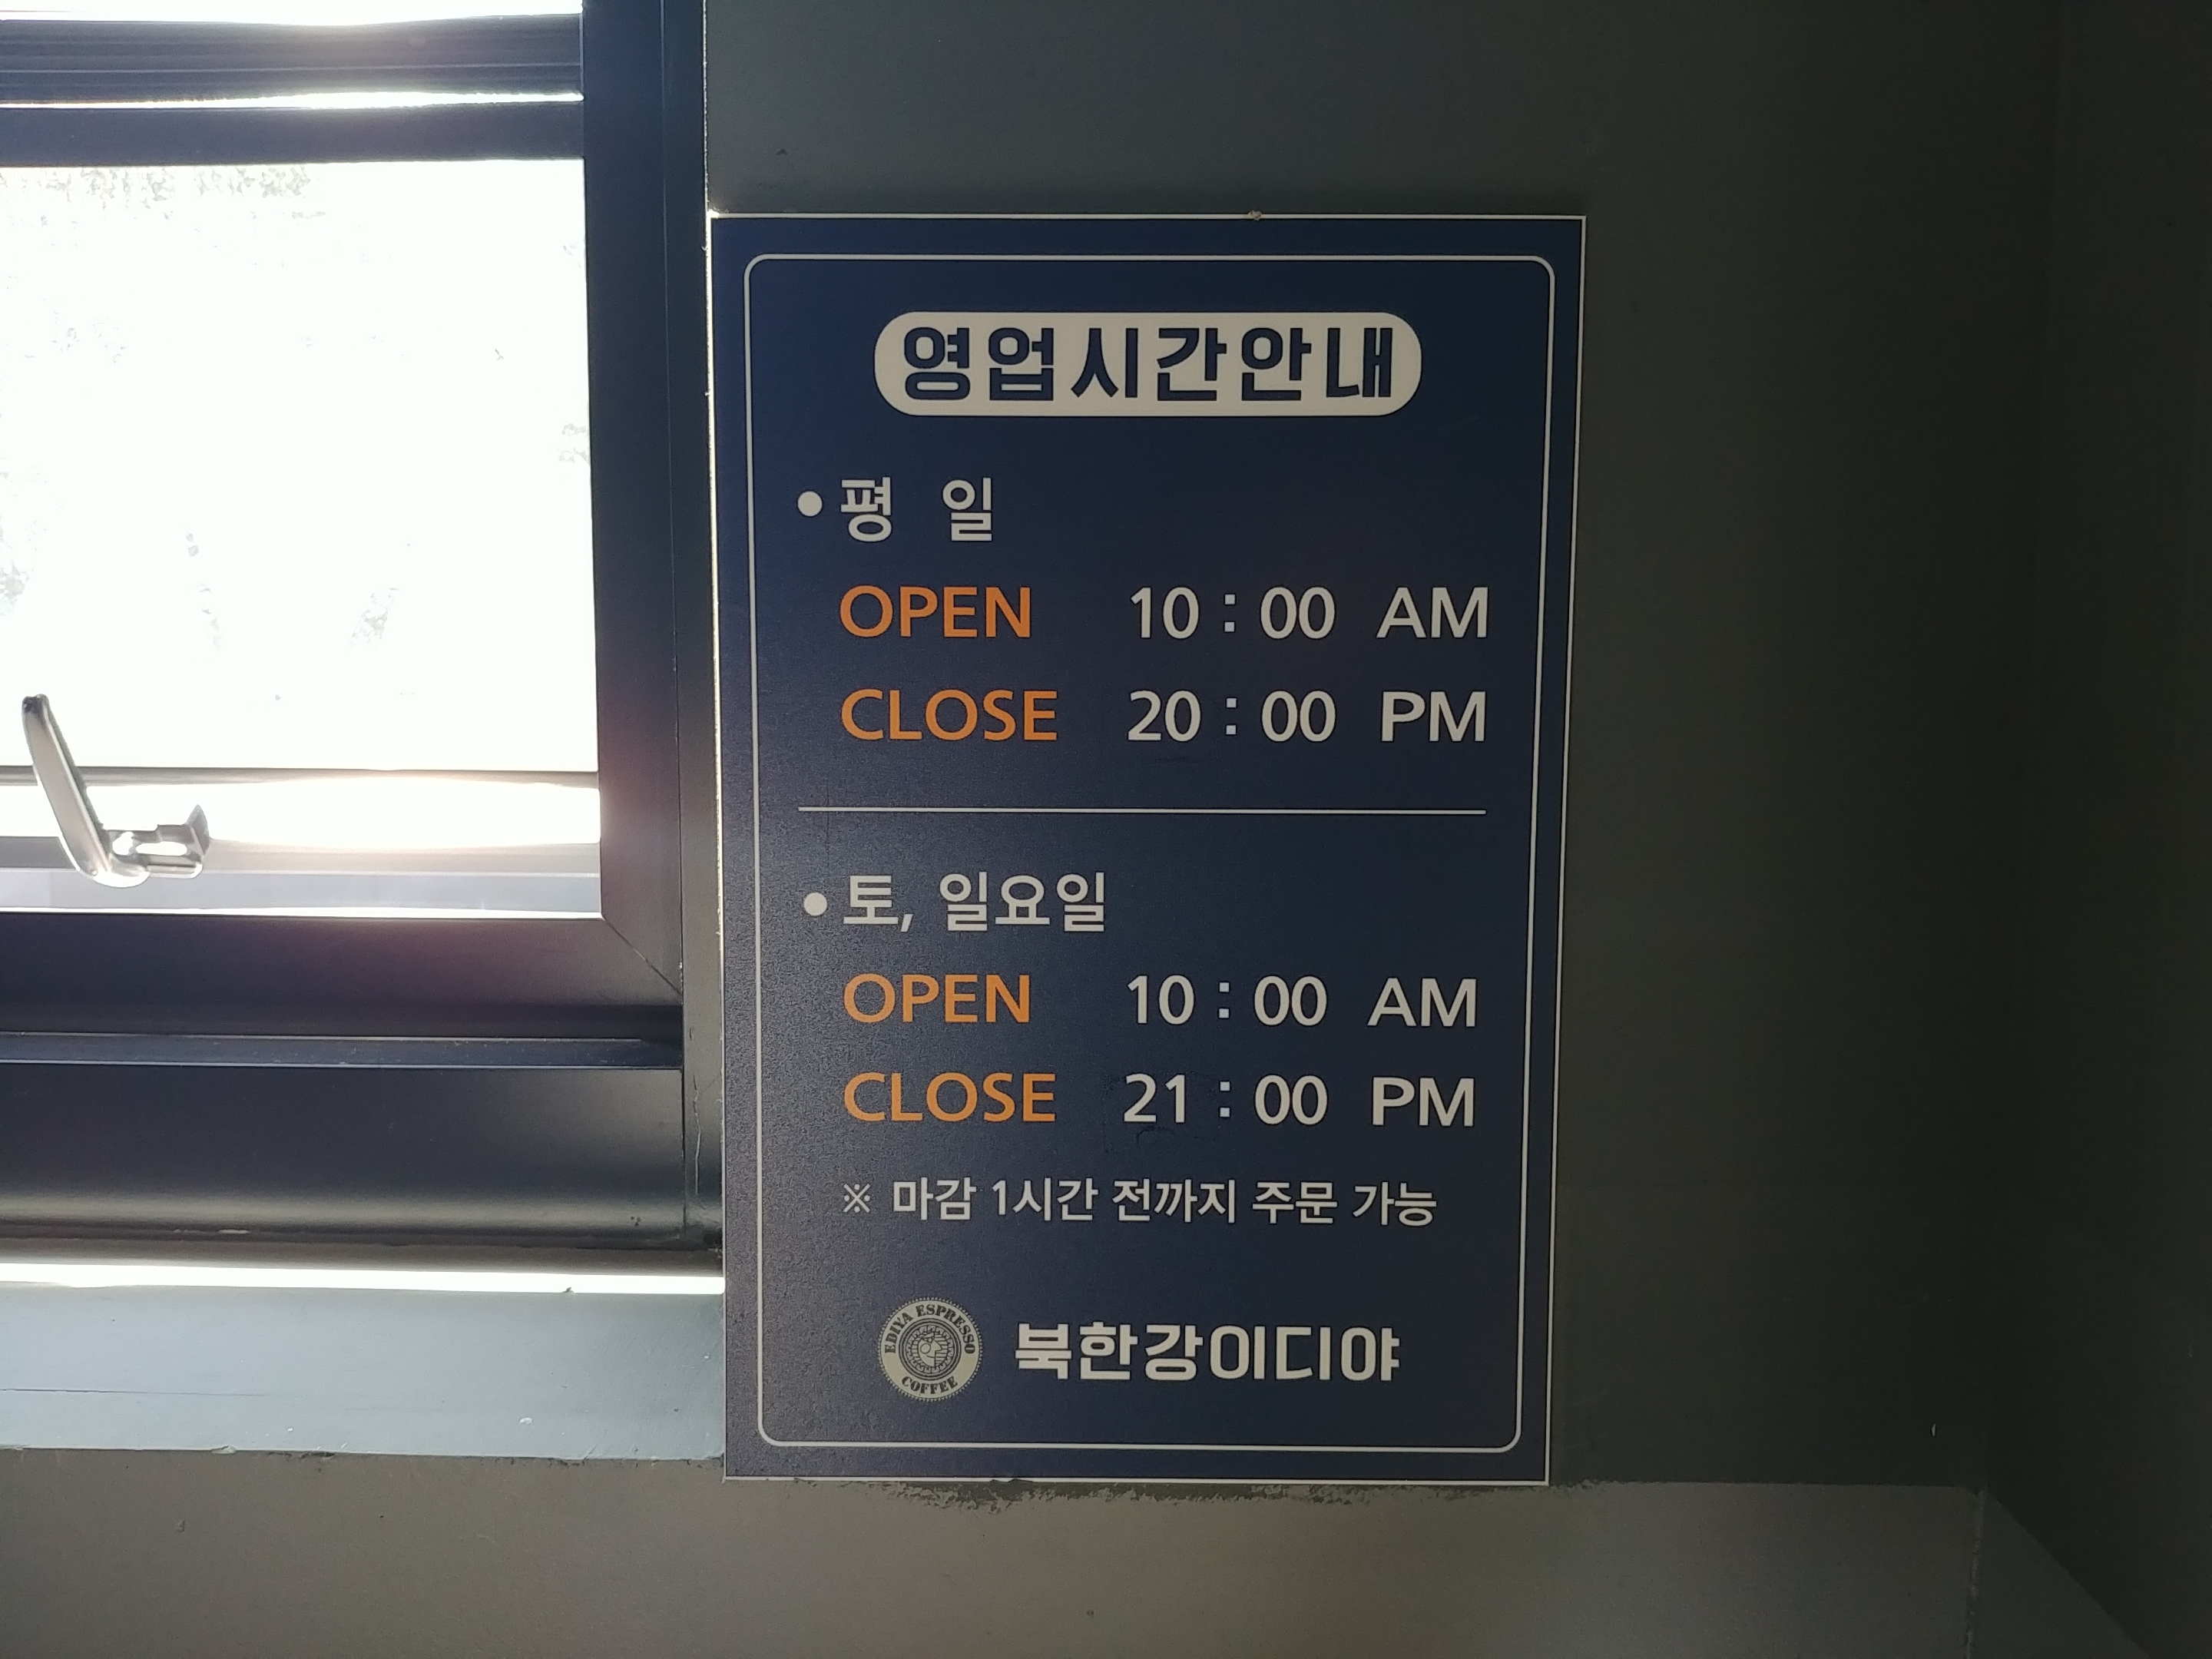 영업시간안내
• 평 일
OPEN 10 : 00 AM
CLOSE 20 : 00 PM
• 토, 일요일
OPEN 10 : 00 AM
CLOSE 21 : 00 PM
※ 마감 1시간 전까지 주문 가능
EDIYA ESPRESSO
COFFEE
북한강이디야